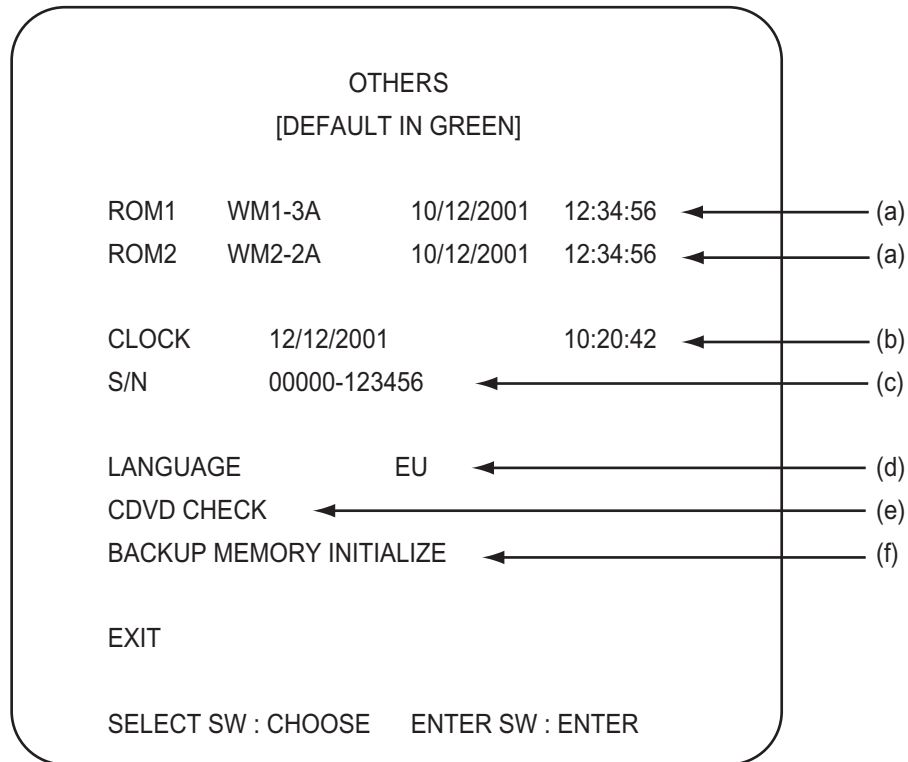 OTHERS
[DEFAULT IN GREEN]
ROM1 WM1-3A 10/12/2001 12:34:56 (a)
ROM2 WM2-2A 10/12/2001 12:34:56 (a)
CLOCK 12/12/2001 10:20:42 (b)
S/N 00000-123456 (c)
LANGUAGE EU (d)
CDVD CHECK (e)
BACKUP MEMORY INITIALIZE (f)
EXIT
SELECT SW : CHOOSE ENTER SW : ENTER